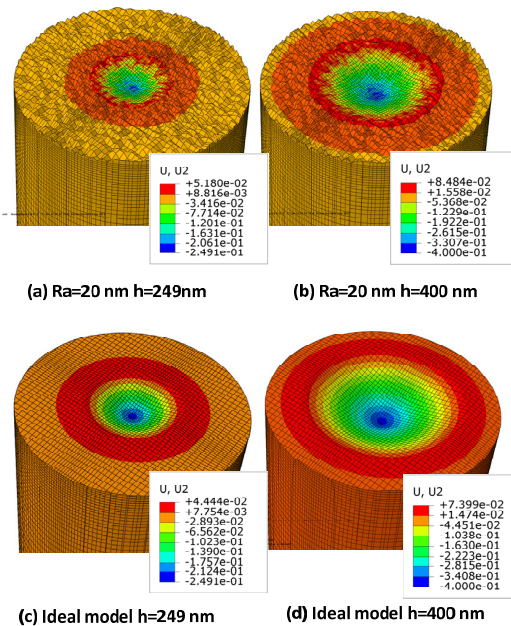 U, U2
+5.180e-02
+8.816e-03
-3.416e-02
-7.714e-02
-1.201e-01
-1.631e-01
-2.061e-01
-2.491e-01
U, U2
+8.484e-02
+1.558e-02
-5.368e-02
-1.229e-01
-1.922e-01
-2.615e-01
-3.307e-01
-4.000e-01
(a) Ra=20 nm h=249nm
(b) Ra=20 nm h=400 nm
U, U2
+4.444e-02
+7.754e-03
-2.893e-02
-6.562e-02
-1.023e-01
-1.390e-01
-1.757e-01
-2.124e-01
-2.491e-01
U, U2
+7.399e-02
+1.474e-02
-4.451e-02
1.038e-01
-1.630e-01
-2.223e-01
-2.815e-01
-3.408e-01
-4.000e-01
(c) Ideal model h=249 nm
(d) Ideal model h=400 nm